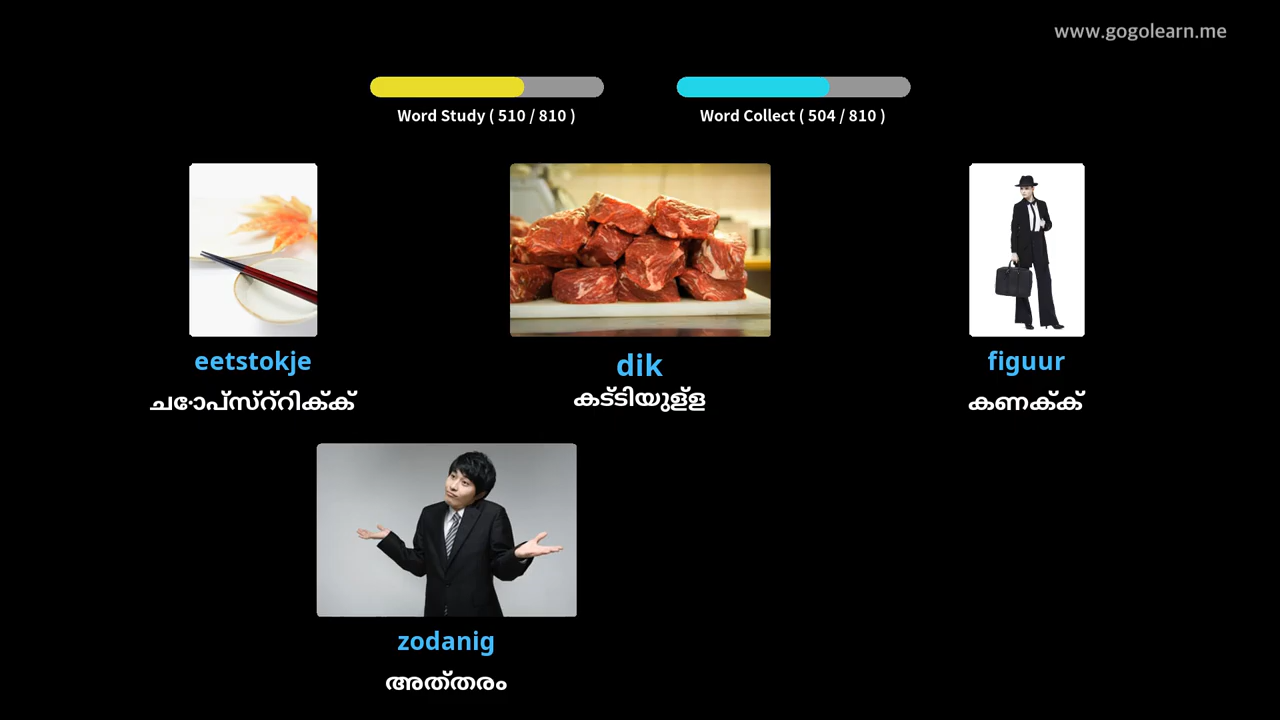 www.gogolearn.me
Word Study ( 510 / 810 )
Word Collect ( 504 / 810 )
eetstokje
dik
figuur
ചോപ്സ്റ്റിക്ക്
കട്ടിയുള്ള
കണക്ക്
zodanig
അത്തരം